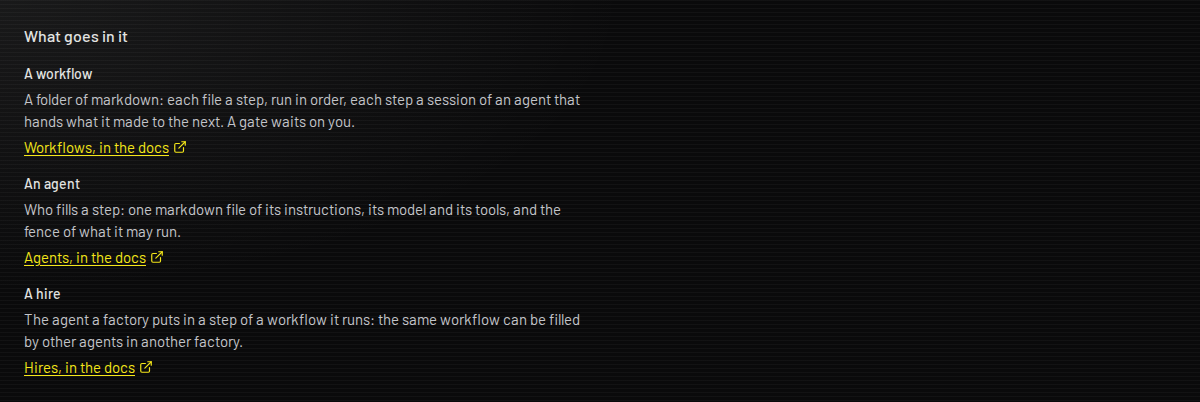 What goes in it
A workflow
A folder of markdown: each file a step, run in order, each step a session of an agent that
hands what it made to the next. A gate waits on you.
Workflows, in the docs
An agent
Who fills a step: one markdown file of its instructions, its model and its tools, and the
fence of what it may run.
Agents, in the docs
A hire
The agent a factory puts in a step of a workflow it runs: the same workflow can be filled
by other agents in another factory.
Hires, in the docs